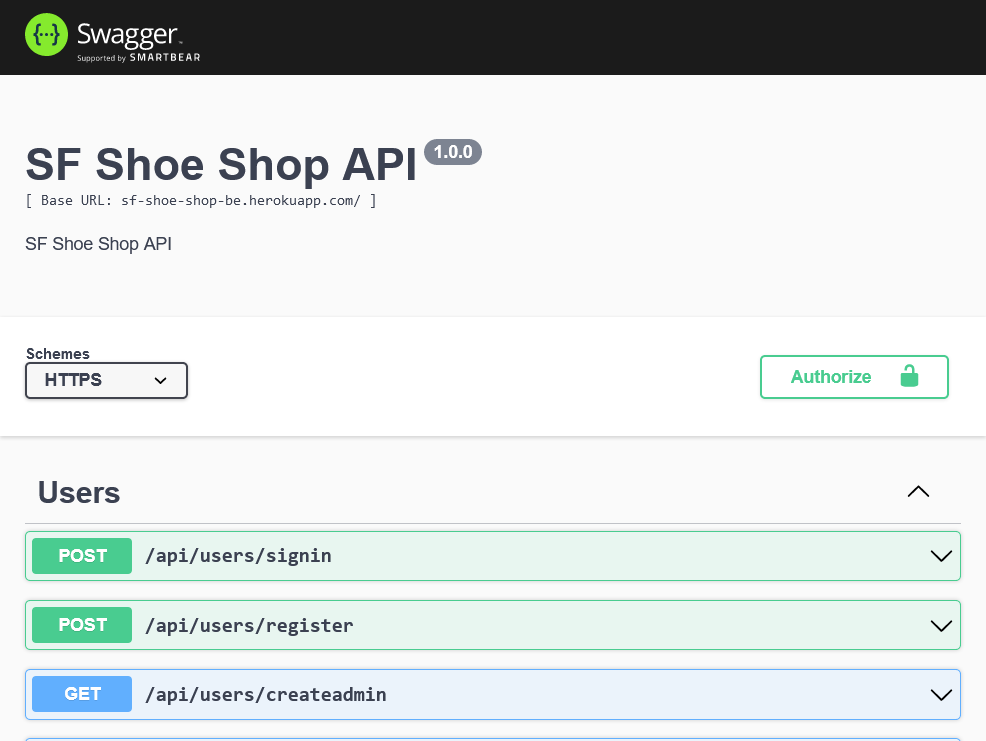 {...} Swagger™
Supported by SMARTBEAR
SF Shoe Shop API 1.0.0
[ Base URL: sf-shoe-shop-be.herokuapp.com/ ]
SF Shoe Shop API
Schemes
HTTPS
Authorize
Users
POST /api/users/signin
POST /api/users/register
GET /api/users/createadmin